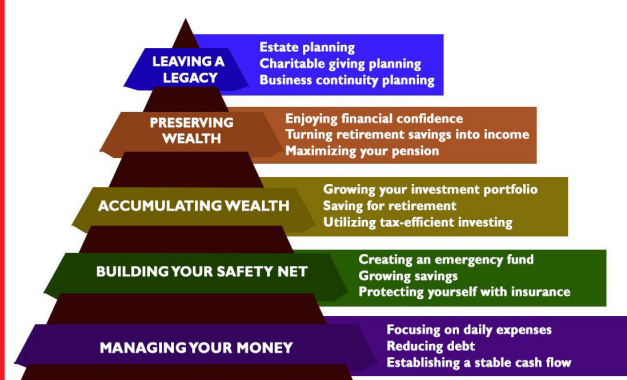 LEAVING A
LEGACY
Estate planning
Charitable giving planning
Business continuity planning
PRESERVING
WEALTH
Enjoying financial confidence
Turning retirement savings into income
Maximizing your pension
ACCUMULATING WEALTH
Growing your investment portfolio
Saving for retirement
Utilizing tax-efficient investing
BUILDING YOUR SAFETY NET
Creating an emergency fund
Growing savings
Protecting yourself with insurance
MANAGING YOUR MONEY
Focusing on daily expenses
Reducing debt
Establishing a stable cash flow